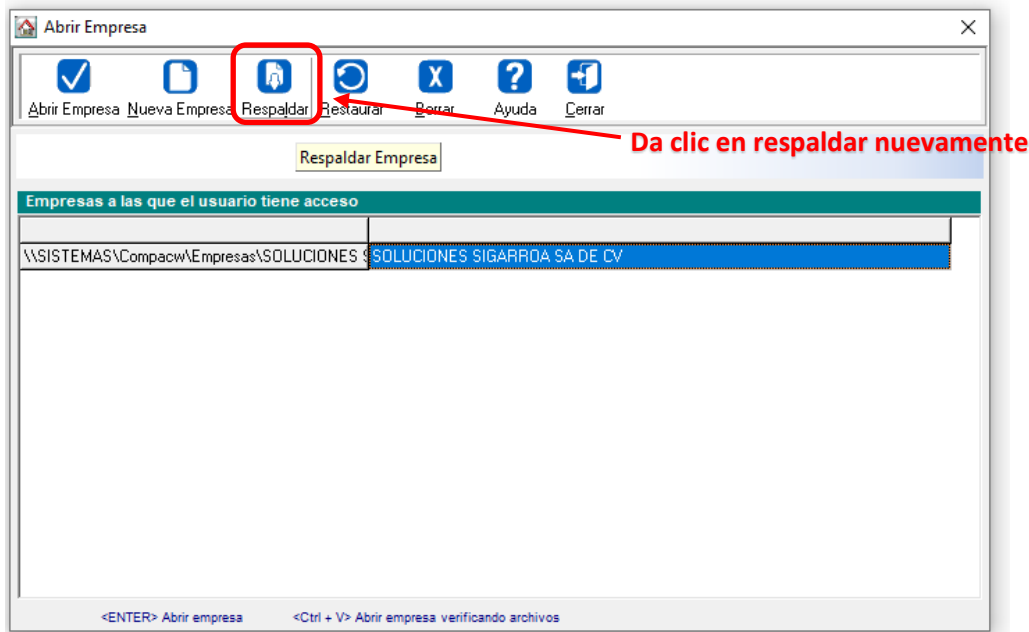 Abrir Empresa
Abrir Empresa Nueva Empresa Respaldar Restaurar Borrar Ayuda Cerrar
Da clic en respaldar nuevamente
Respaldar Empresa
Empresas a las que el usuario tiene acceso
\\SISTEMAS\Compacw\Empresas\SOLUCIONES S SOLUCIONES SIGARROA SA DE CV
<ENTER> Abrir empresa <Ctrl + V> Abrir empresa verificando archivos